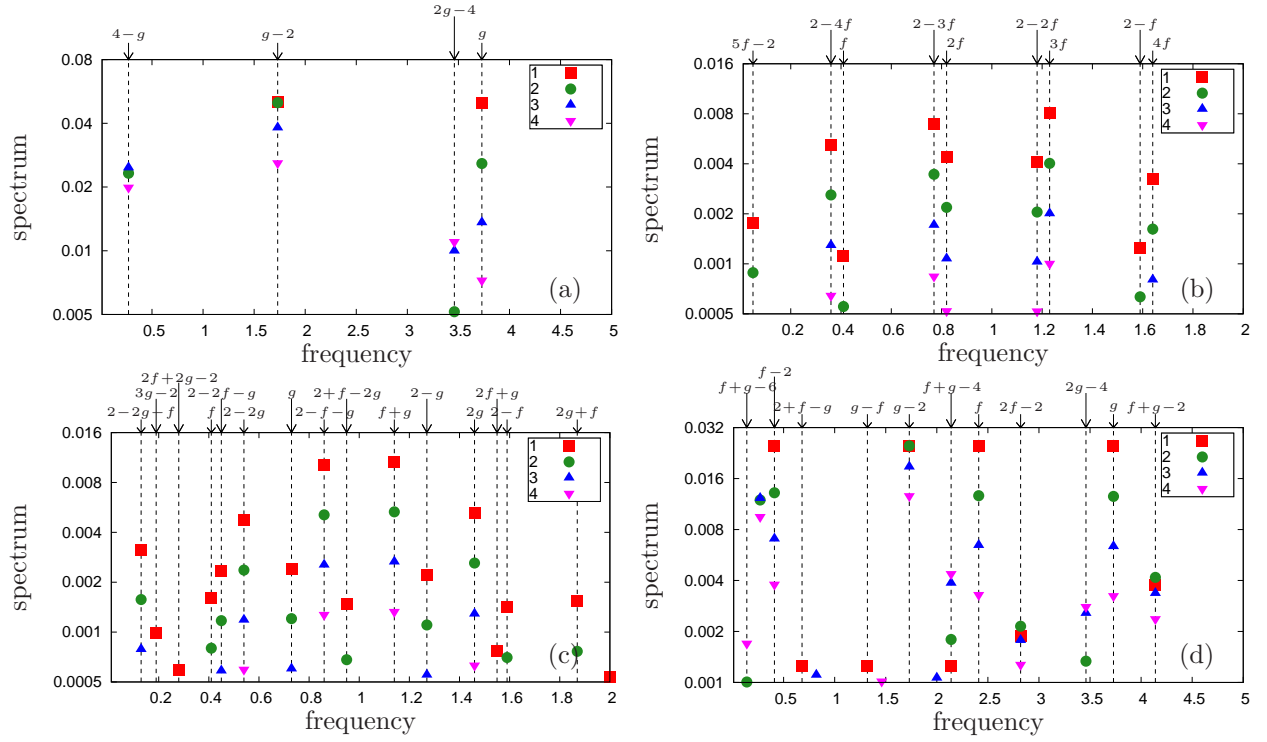 2g−4
4−g g−2 g
0.08
0.04
0.02
0.01
0.005
spectrum
1
2
3
4
(a)
0.5 1 1.5 2 2.5 3 3.5 4 4.5 5
frequency
2−4f 2−3f 2−2f 2−f
5f−2 f 2f 3f 4f
0.016
0.004
0.002
0.001
0.0005
spectrum
1
2
3
4
(b)
0.2 0.4 0.6 0.8 1 1.2 1.4 1.6 1.8 2
frequency
2f+2g−2
3g−2 2−2f−g g 2+f−2g 2−g 2f+g
2−2g+f f 2−2g 2−f−g f+g 2g 2−f 2g+f
0.016
0.004
0.002
0.001
0.0005
spectrum
1
2
3
4
(c)
0.2 0.4 0.6 0.8 1 1.2 1.4 1.6 1.8 2
frequency
f−2
f+g−6 2+f−g g−f g−2 f+g−4 f 2f−2 2g−4 g f+g−2
0.032
0.016
0.008
0.004
0.002
0.001
spectrum
1
2
3
4
(d)
0.5 1 1.5 2 2.5 3 3.5 4 4.5 5
frequency